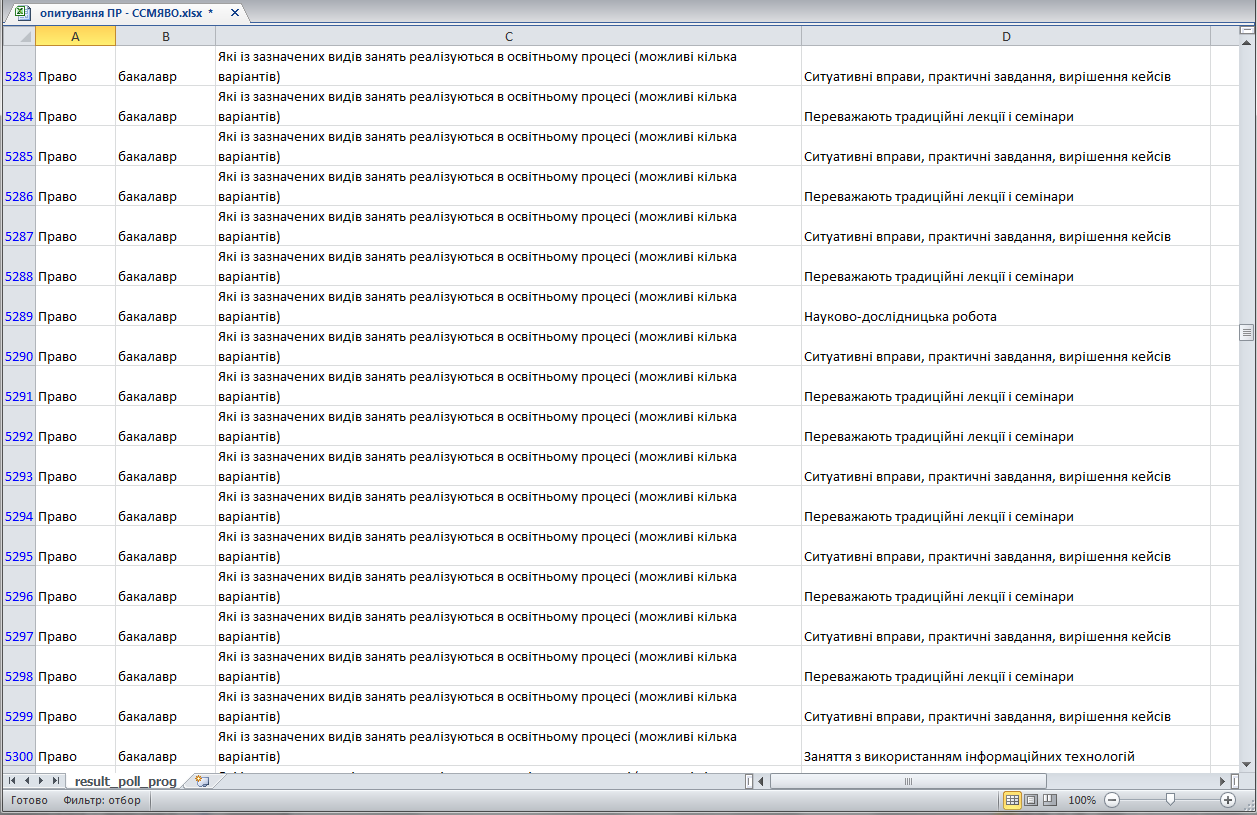 опитування ПР - ССМЯВО.xlsx *
A B C D
Які із зазначених видів занять реалізуються в освітньому процесі (можливі кілька
5283 Право бакалавр варіантів) Ситуативні вправи, практичні завдання, вирішення кейсів
Які із зазначених видів занять реалізуються в освітньому процесі (можливі кілька
5284 Право бакалавр варіантів) Переважають традиційні лекції і семінари
Які із зазначених видів занять реалізуються в освітньому процесі (можливі кілька
5285 Право бакалавр варіантів) Ситуативні вправи, практичні завдання, вирішення кейсів
Які із зазначених видів занять реалізуються в освітньому процесі (можливі кілька
5286 Право бакалавр варіантів) Переважають традиційні лекції і семінари
Які із зазначених видів занять реалізуються в освітньому процесі (можливі кілька
5287 Право бакалавр варіантів) Ситуативні вправи, практичні завдання, вирішення кейсів
Які із зазначених видів занять реалізуються в освітньому процесі (можливі кілька
5288 Право бакалавр варіантів) Переважають традиційні лекції і семінари
Які із зазначених видів занять реалізуються в освітньому процесі (можливі кілька
5289 Право бакалавр варіантів) Науково-дослідницька робота
Які із зазначених видів занять реалізуються в освітньому процесі (можливі кілька
5290 Право бакалавр варіантів) Ситуативні вправи, практичні завдання, вирішення кейсів
Які із зазначених видів занять реалізуються в освітньому процесі (можливі кілька
5291 Право бакалавр варіантів) Переважають традиційні лекції і семінари
Які із зазначених видів занять реалізуються в освітньому процесі (можливі кілька
5292 Право бакалавр варіантів) Переважають традиційні лекції і семінари
Які із зазначених видів занять реалізуються в освітньому процесі (можливі кілька
5293 Право бакалавр варіантів) Ситуативні вправи, практичні завдання, вирішення кейсів
Які із зазначених видів занять реалізуються в освітньому процесі (можливі кілька
5294 Право бакалавр варіантів) Переважають традиційні лекції і семінари
Які із зазначених видів занять реалізуються в освітньому процесі (можливі кілька
5295 Право бакалавр варіантів) Ситуативні вправи, практичні завдання, вирішення кейсів
Які із зазначених видів занять реалізуються в освітньому процесі (можливі кілька
5296 Право бакалавр варіантів) Переважають традиційні лекції і семінари
Які із зазначених видів занять реалізуються в освітньому процесі (можливі кілька
5297 Право бакалавр варіантів) Ситуативні вправи, практичні завдання, вирішення кейсів
Які із зазначених видів занять реалізуються в освітньому процесі (можливі кілька
5298 Право бакалавр варіантів) Переважають традиційні лекції і семінари
Які із зазначених видів занять реалізуються в освітньому процесі (можливі кілька
5299 Право бакалавр варіантів) Ситуативні вправи, практичні завдання, вирішення кейсів
Які із зазначених видів занять реалізуються в освітньому процесі (можливі кілька
5300 Право бакалавр варіантів) Заняття з використанням інформаційних технологій
result_poll_prog
Готово Фильтр: отбор 100%